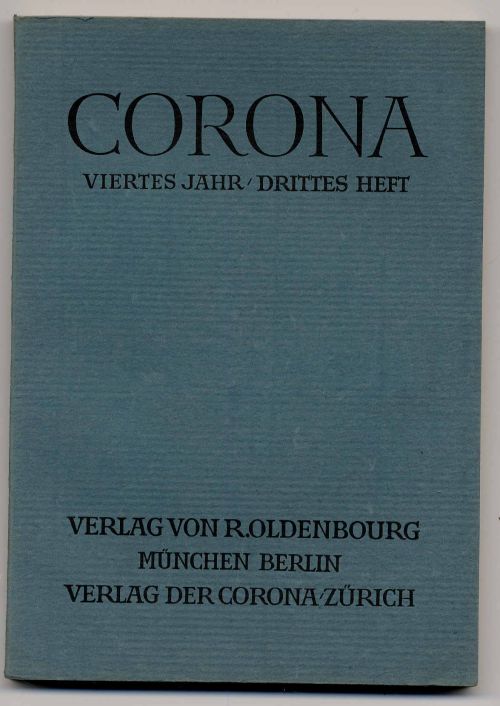 CORONA
VIERTES JAHR / DRITTES HEFT
VERLAG VON R.OLDENBOURG
MÜNCHEN BERLIN
VERLAG DER CORONA/ZÜRICH